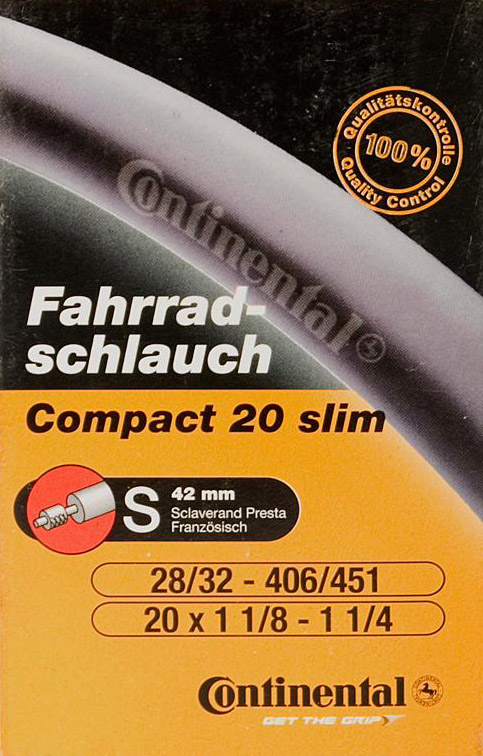 Qualitätskontrolle
100%
Quality Control
Continental
Fahrrad-
schlauch
Compact 20 slim
S
42 mm
Sclaverand Presta
Französisch
28/32 - 406/451
20 x 1 1/8 - 1 1/4
Continental
GET THE GRIP